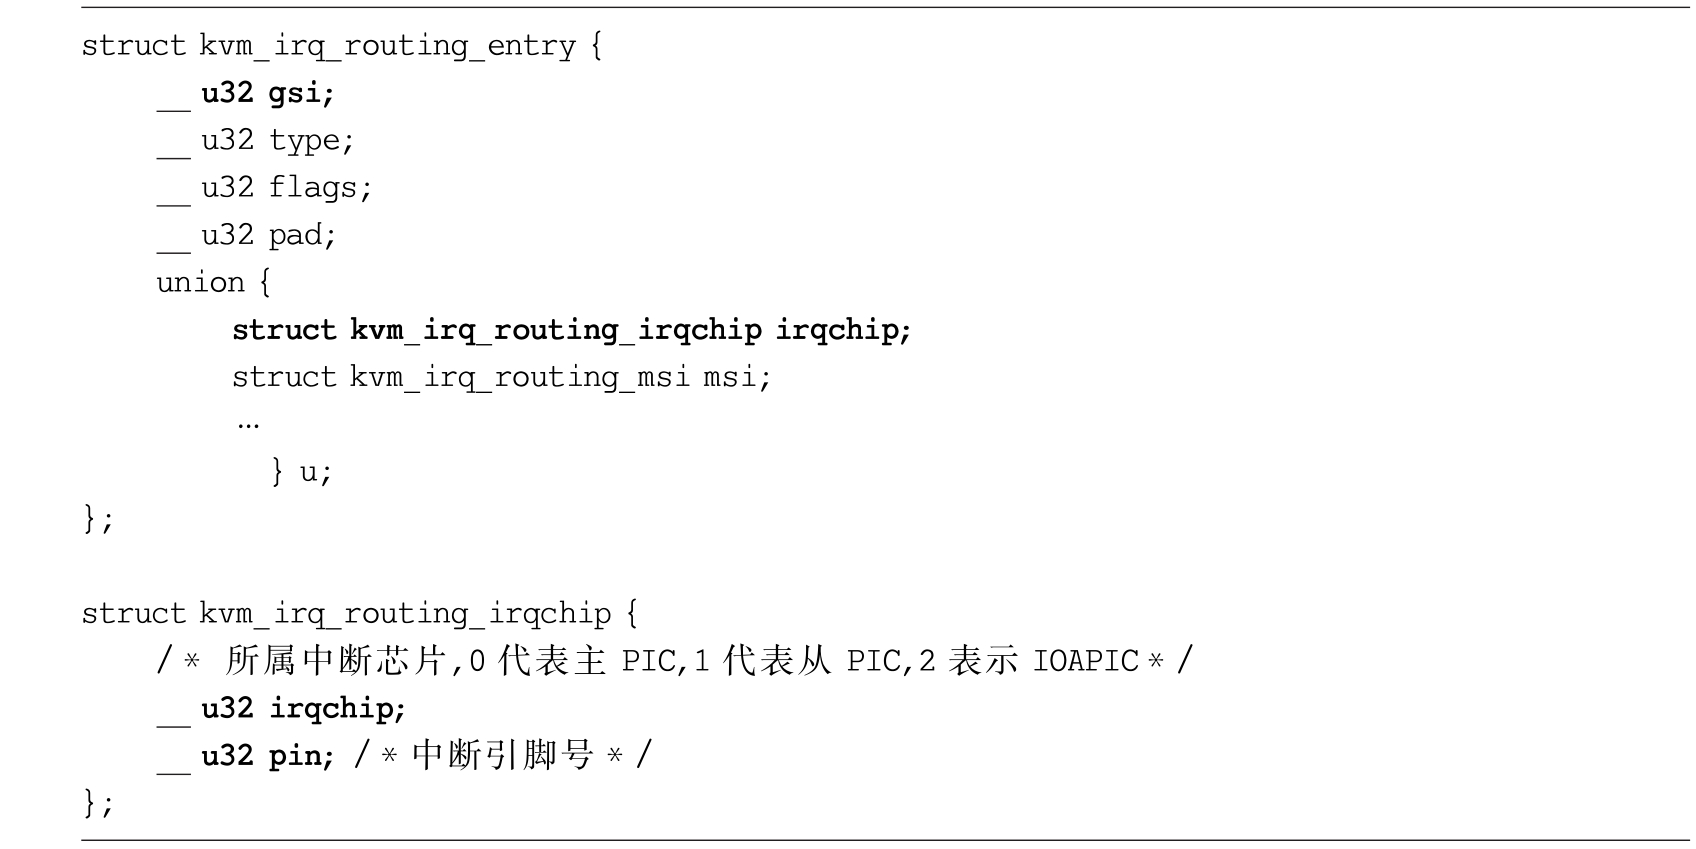 struct kvm_irq_routing_entry {
__ u32 gsi;
__ u32 type;
__ u32 flags;
__ u32 pad;
union {
struct kvm_irq_routing_irqchip irqchip;
struct kvm_irq_routing_msi msi;
…
} u;
};
struct kvm_irq_routing_irqchip {
/* 所属中断芯片,0 代表主 PIC,1 代表从 PIC,2 表示 IOAPIC */
__ u32 irqchip;
__ u32 pin; /* 中断引脚号 */
};